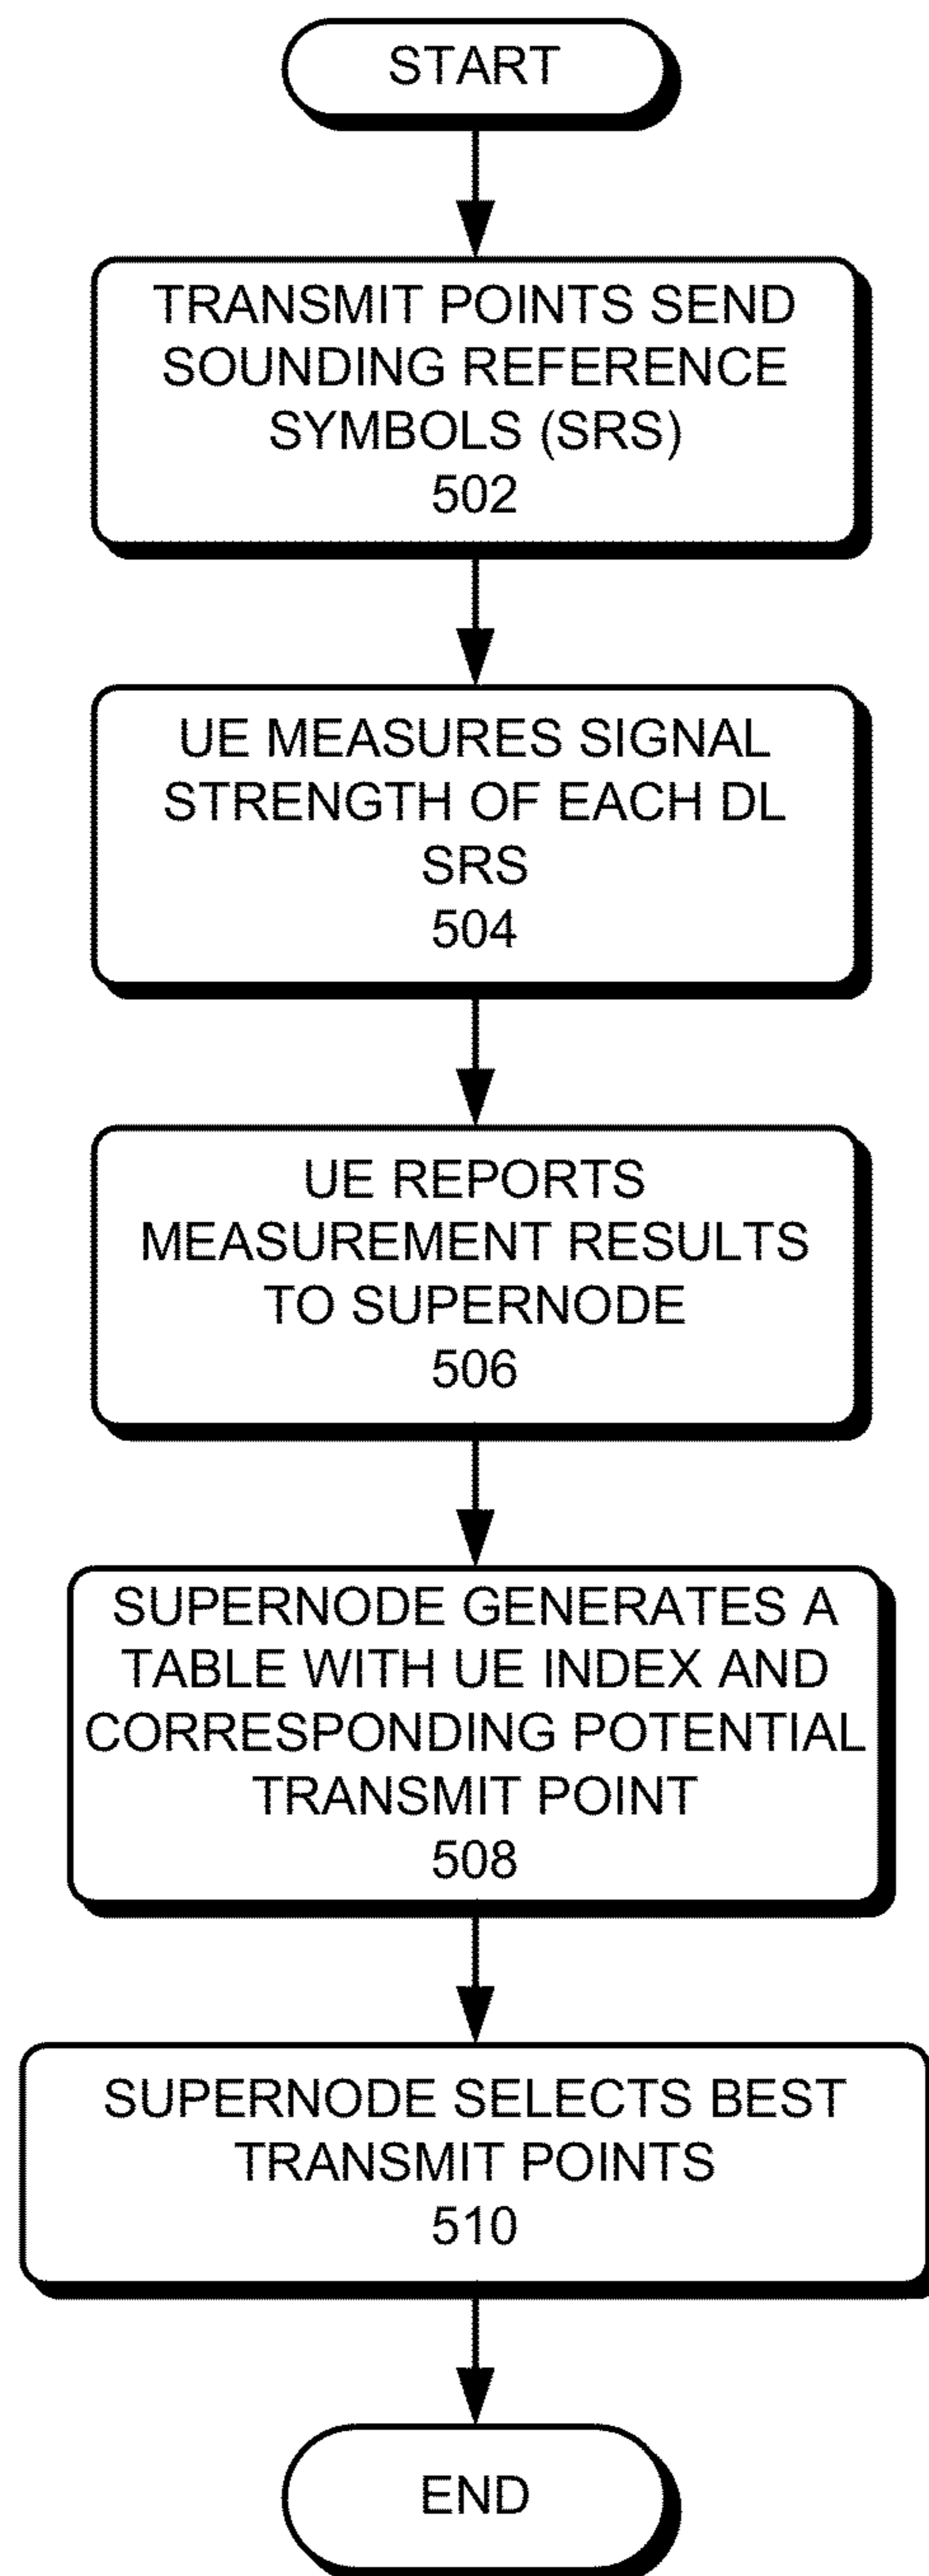 START
TRANSMIT POINTS SEND
SOUNDING REFERENCE
SYMBOLS (SRS)
502
UE MEASURES SIGNAL
STRENGTH OF EACH DL
SRS
504
UE REPORTS
MEASUREMENT RESULTS
TO SUPERNODE
506
SUPERNODE GENERATES A
TABLE WITH UE INDEX AND
CORRESPONDING POTENTIAL
TRANSMIT POINT
508
SUPERNODE SELECTS BEST
TRANSMIT POINTS
510
END